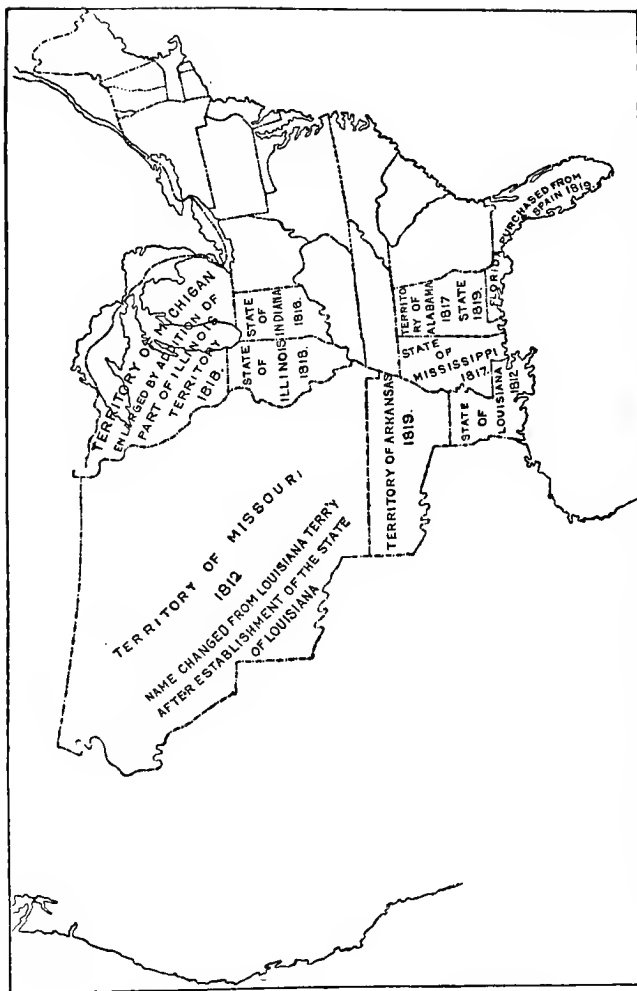 TERRITORY OF MICHIGAN
ENLARGED BY ADDITION OF
PART OF ILLINOIS
TERRITORY
1818.
STATE
OF
ILLINOIS
1818.
STATE
OF
INDIANA
1816.
TERRITORY OF MISSOURI
1812
NAME CHANGED FROM LOUISIANA TERR'Y
AFTER ESTABLISHMENT OF THE STATE
OF LOUISIANA
TERRITORY OF ARKANSAS
1819.
TERRITO
RY OF
ALABAMA
1817
STATE
1819.
STATE
OF
MISSISSIPPI
1817.
STATE
OF
LOUISIANA
1812.
FLORIDA PURCHASED FROM
SPAIN 1819